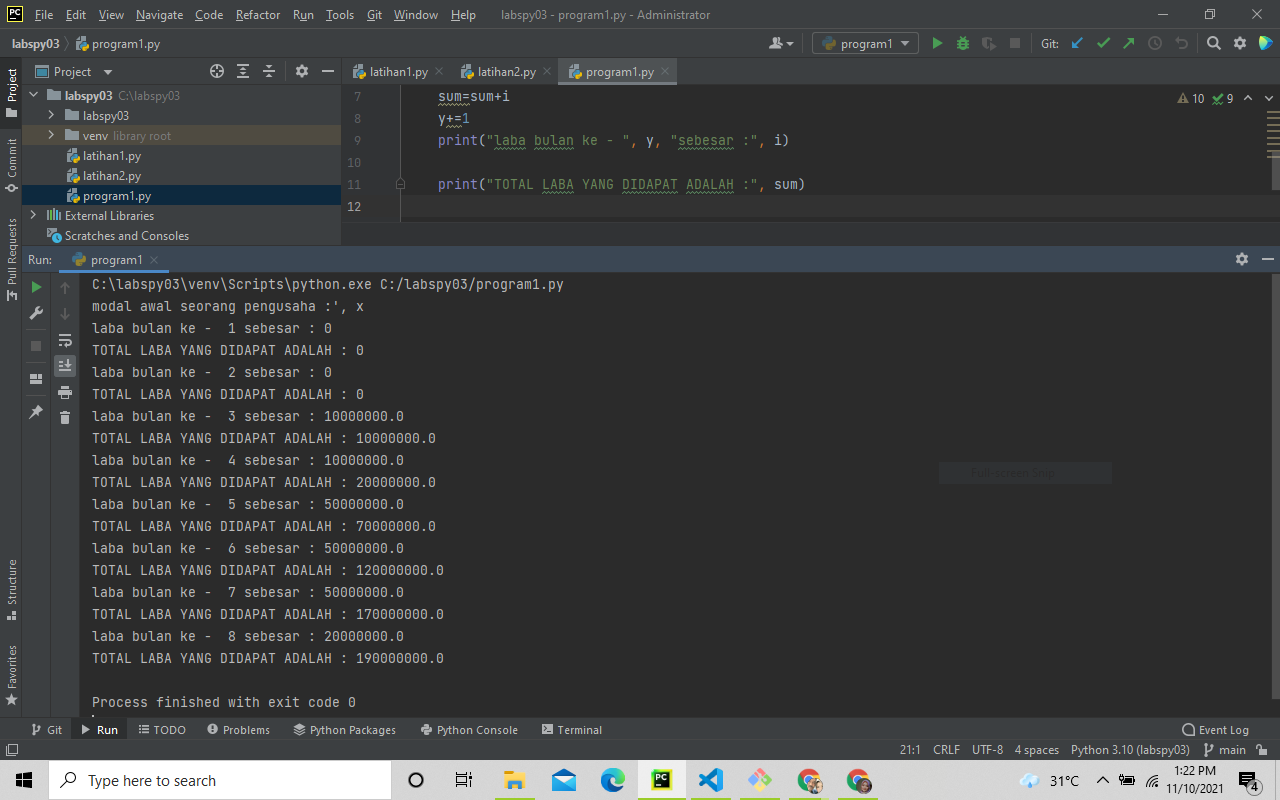 File Edit View Navigate Code Refactor Run Tools Git Window Help labspy03 - program1.py - Administrator
labspy03 program1.py program1 Git:
Project latihan1.py latihan2.py program1.py
labspy03 C:\labspy03
labspy03
venv library root
latihan1.py
latihan2.py
program1.py
External Libraries
Scratches and Consoles
7 sum=sum+i
10 9
8 y+=1
9 print("laba bulan ke - ", y, "sebesar :", i)
10
11 print("TOTAL LABA YANG DIDAPAT ADALAH :", sum)
12
Project
Commit
Pull Requests
Structure
Favorites
Run: program1
C:\labspy03\venv\Scripts\python.exe C:/labspy03/program1.py
modal awal seorang pengusaha :', x
laba bulan ke -  1 sebesar : 0
TOTAL LABA YANG DIDAPAT ADALAH : 0
laba bulan ke -  2 sebesar : 0
TOTAL LABA YANG DIDAPAT ADALAH : 0
laba bulan ke -  3 sebesar : 10000000.0
TOTAL LABA YANG DIDAPAT ADALAH : 10000000.0
laba bulan ke -  4 sebesar : 10000000.0
TOTAL LABA YANG DIDAPAT ADALAH : 20000000.0
laba bulan ke -  5 sebesar : 50000000.0
TOTAL LABA YANG DIDAPAT ADALAH : 70000000.0
laba bulan ke -  6 sebesar : 50000000.0
TOTAL LABA YANG DIDAPAT ADALAH : 120000000.0
laba bulan ke -  7 sebesar : 50000000.0
TOTAL LABA YANG DIDAPAT ADALAH : 170000000.0
laba bulan ke -  8 sebesar : 20000000.0
TOTAL LABA YANG DIDAPAT ADALAH : 190000000.0
Process finished with exit code 0
Full-screen Snip
Git Run TODO Problems Python Packages Python Console Terminal Event Log
21:1 CRLF UTF-8 4 spaces Python 3.10 (labspy03) main
Type here to search
31°C
1:22 PM
11/10/2021
4